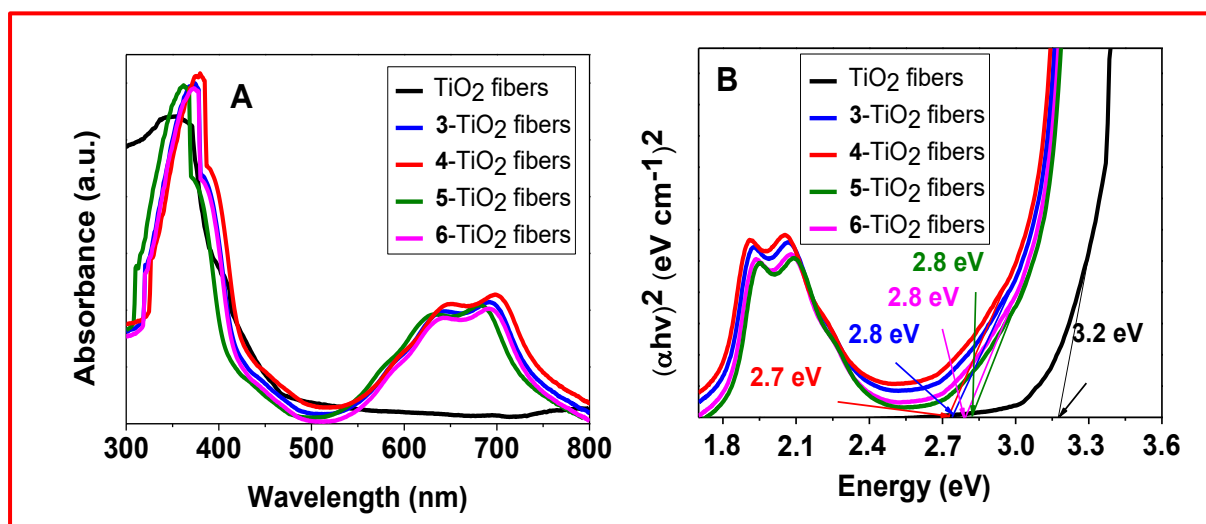 A
TiO₂ fibers
3-TiO₂ fibers
4-TiO₂ fibers
5-TiO₂ fibers
6-TiO₂ fibers
Absorbance (a.u.)
300 400 500 600 700 800
Wavelength (nm)
B
TiO₂ fibers
3-TiO₂ fibers
4-TiO₂ fibers
5-TiO₂ fibers
6-TiO₂ fibers
2.8 eV
2.8 eV
2.8 eV
2.7 eV
3.2 eV
(αhν)² (eV cm⁻¹)²
1.8 2.1 2.4 2.7 3.0 3.3 3.6
Energy (eV)